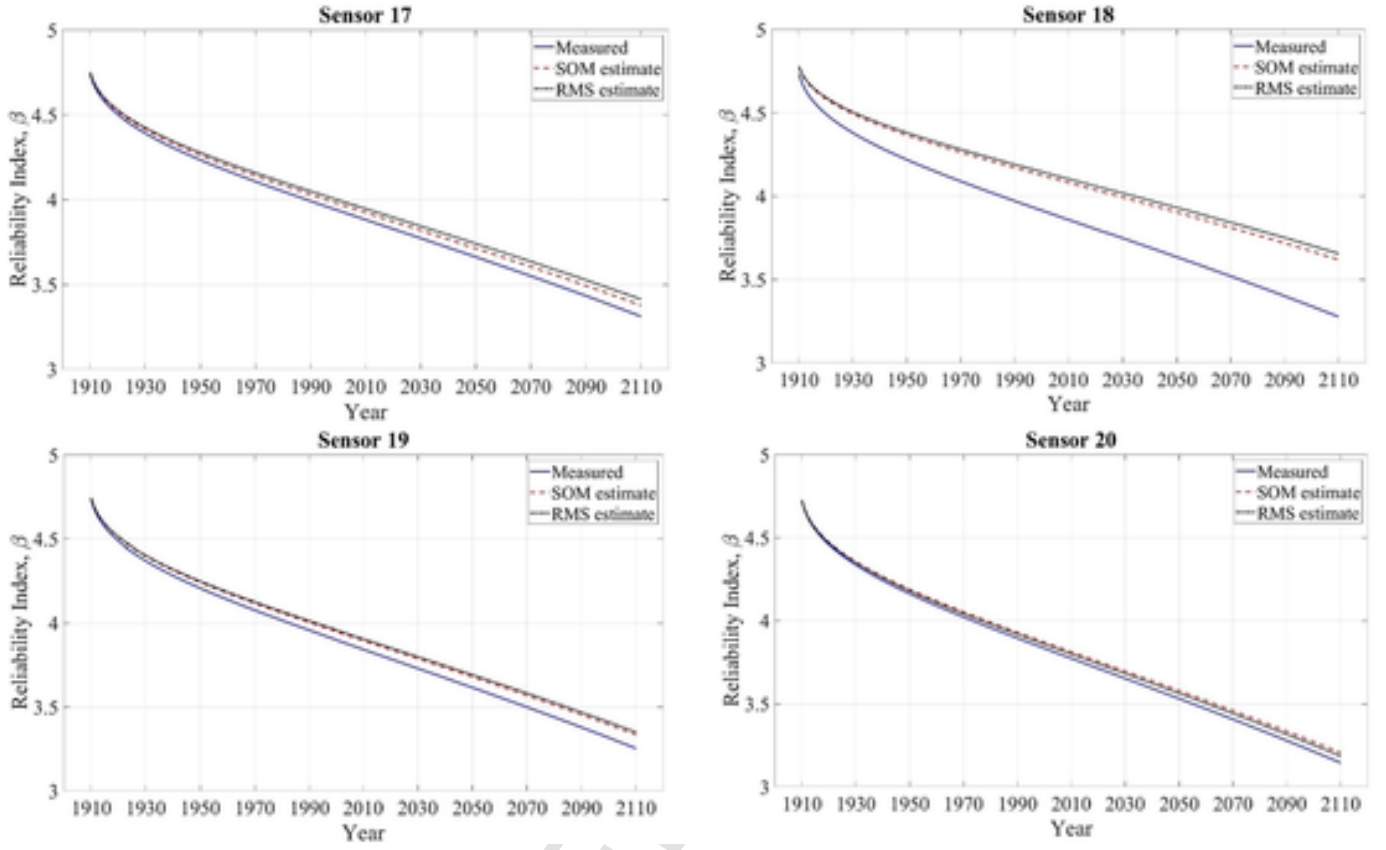 Sensor 17
5
4.5
4
3.5
3
Reliability Index, β
Measured
SOM estimate
RMS estimate
1910 1930 1950 1970 1990 2010 2030 2050 2070 2090 2110
Year
Sensor 18
5
4.5
4
3.5
3
Reliability Index, β
Measured
SOM estimate
RMS estimate
1910 1930 1950 1970 1990 2010 2030 2050 2070 2090 2110
Year
Sensor 19
5
4.5
4
3.5
3
Reliability Index, β
Measured
SOM estimate
RMS estimate
1910 1930 1950 1970 1990 2010 2030 2050 2070 2090 2110
Year
Sensor 20
5
4.5
4
3.5
3
Reliability Index, β
Measured
SOM estimate
RMS estimate
1910 1930 1950 1970 1990 2010 2030 2050 2070 2090 2110
Year